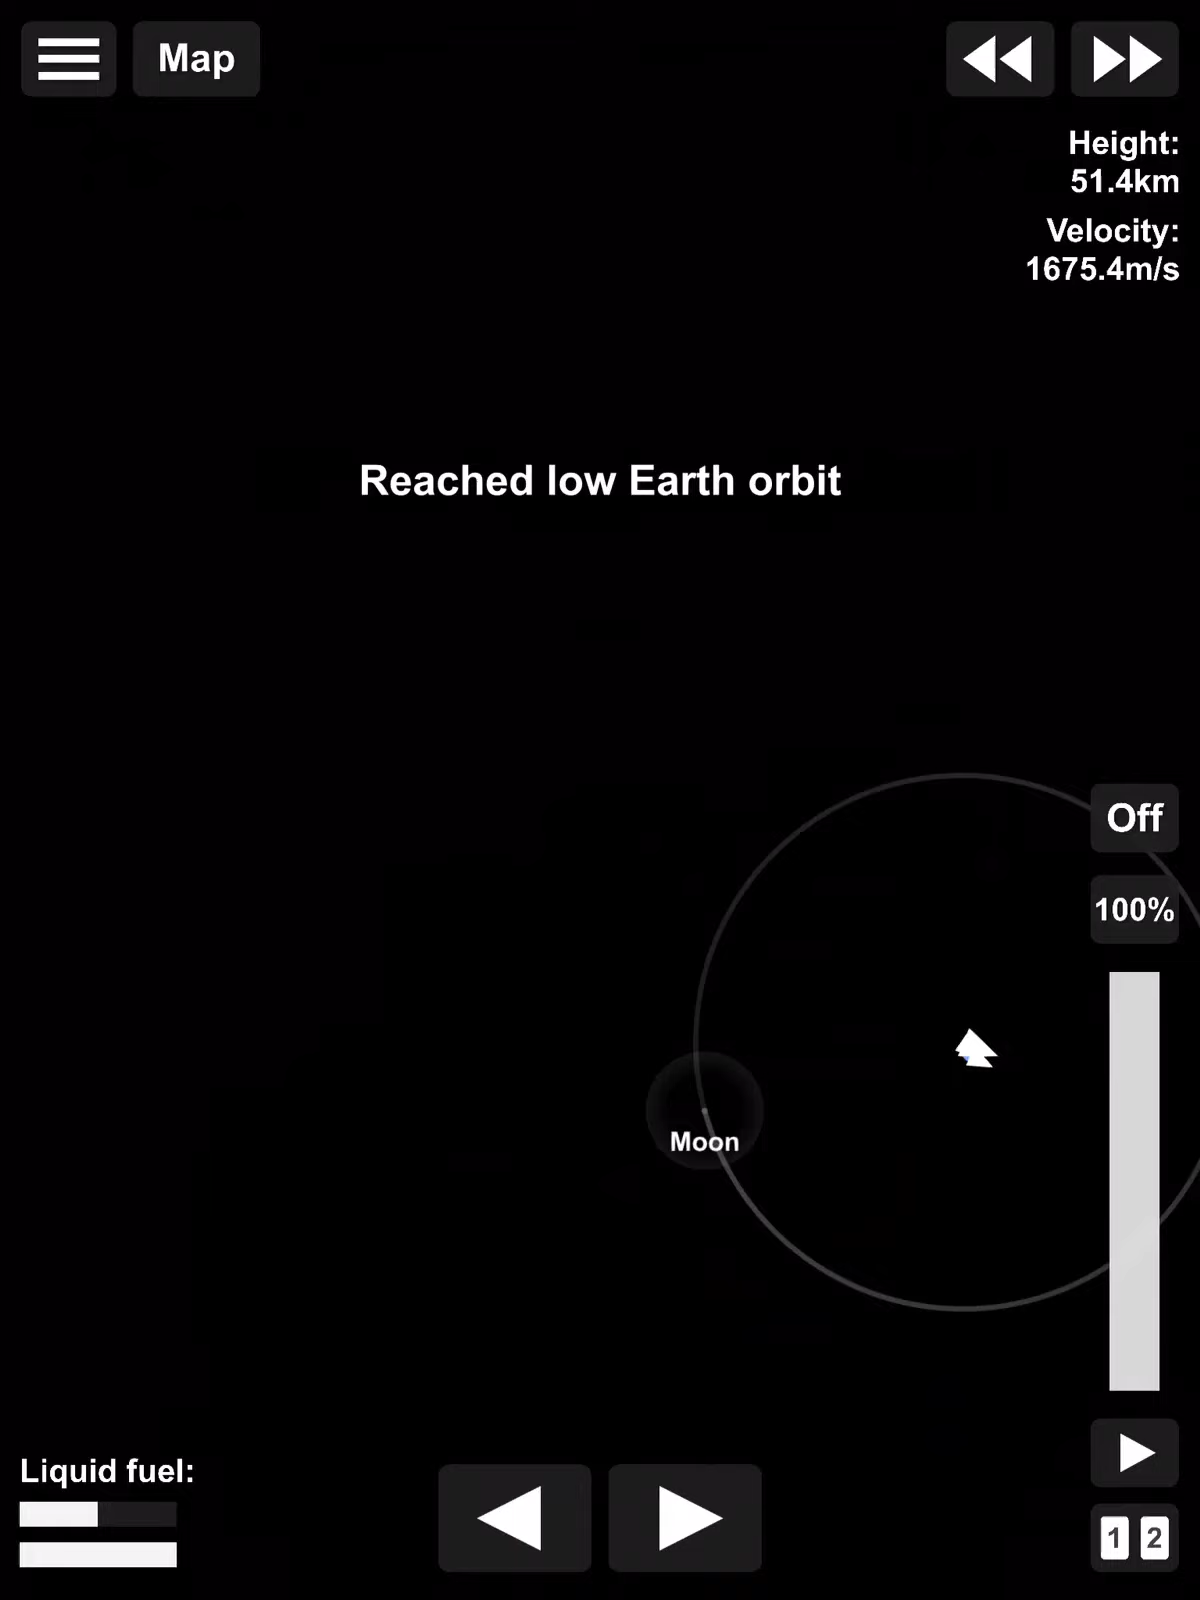 Map
Height:
51.4km
Velocity:
1675.4m/s
Reached low Earth orbit
Off
100%
Moon
Liquid fuel:
1 2